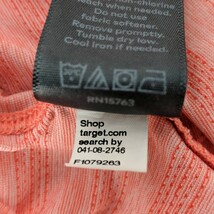 non-chlorine
bleach when needed.
Do not use
fabric softener.
Remove promptly.
Tumble dry low.
Cool iron if needed.
RN15763
Shop
target.com
search by
041-08-2746
F1079263